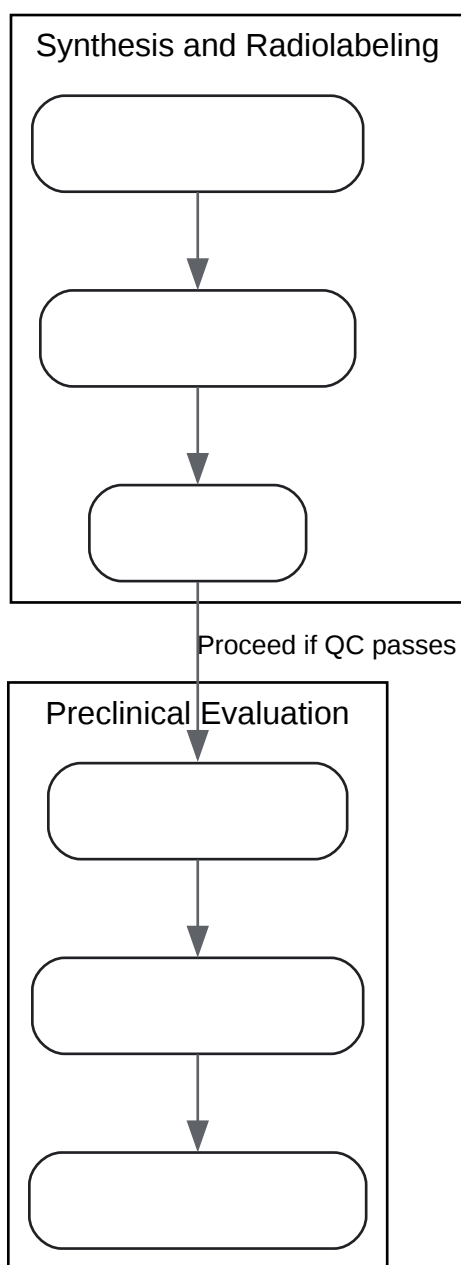 Synthesis and Radiolabeling
Proceed if QC passes
Preclinical Evaluation